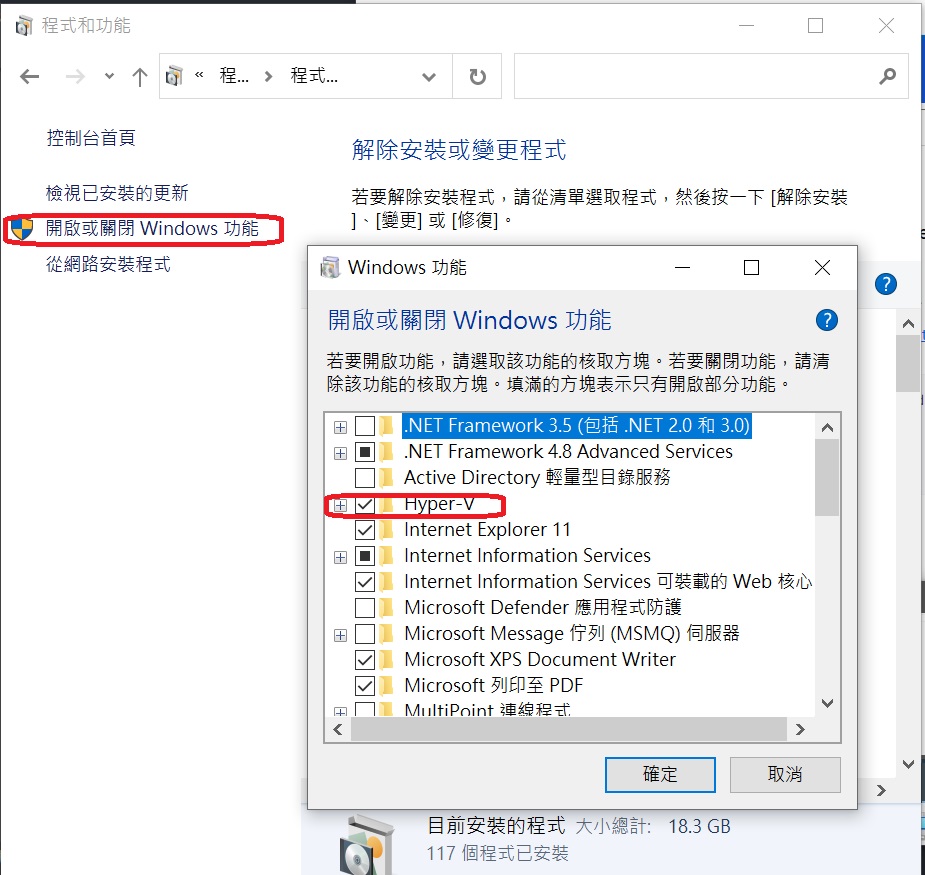 程式和功能
« 程... › 程式...
控制台首頁
檢視已安裝的更新
開啟或關閉 Windows 功能
從網路安裝程式
解除安裝或變更程式
若要解除安裝程式，請從清單選取程式，然後按一下 [解除安裝
]、[變更] 或 [修復]。
Windows 功能
開啟或關閉 Windows 功能
若要開啟功能，請選取該功能的核取方塊。若要關閉功能，請清
除該功能的核取方塊。填滿的方塊表示只有開啟部分功能。
.NET Framework 3.5 (包括 .NET 2.0 和 3.0)
.NET Framework 4.8 Advanced Services
Active Directory 輕量型目錄服務
Hyper-V
Internet Explorer 11
Internet Information Services
Internet Information Services 可裝載的 Web 核心
Microsoft Defender 應用程式防護
Microsoft Message 佇列 (MSMQ) 伺服器
Microsoft XPS Document Writer
Microsoft 列印至 PDF
MultiPoint 連線程式
確定
取消
目前安裝的程式 大小總計: 18.3 GB
117 個程式已安裝